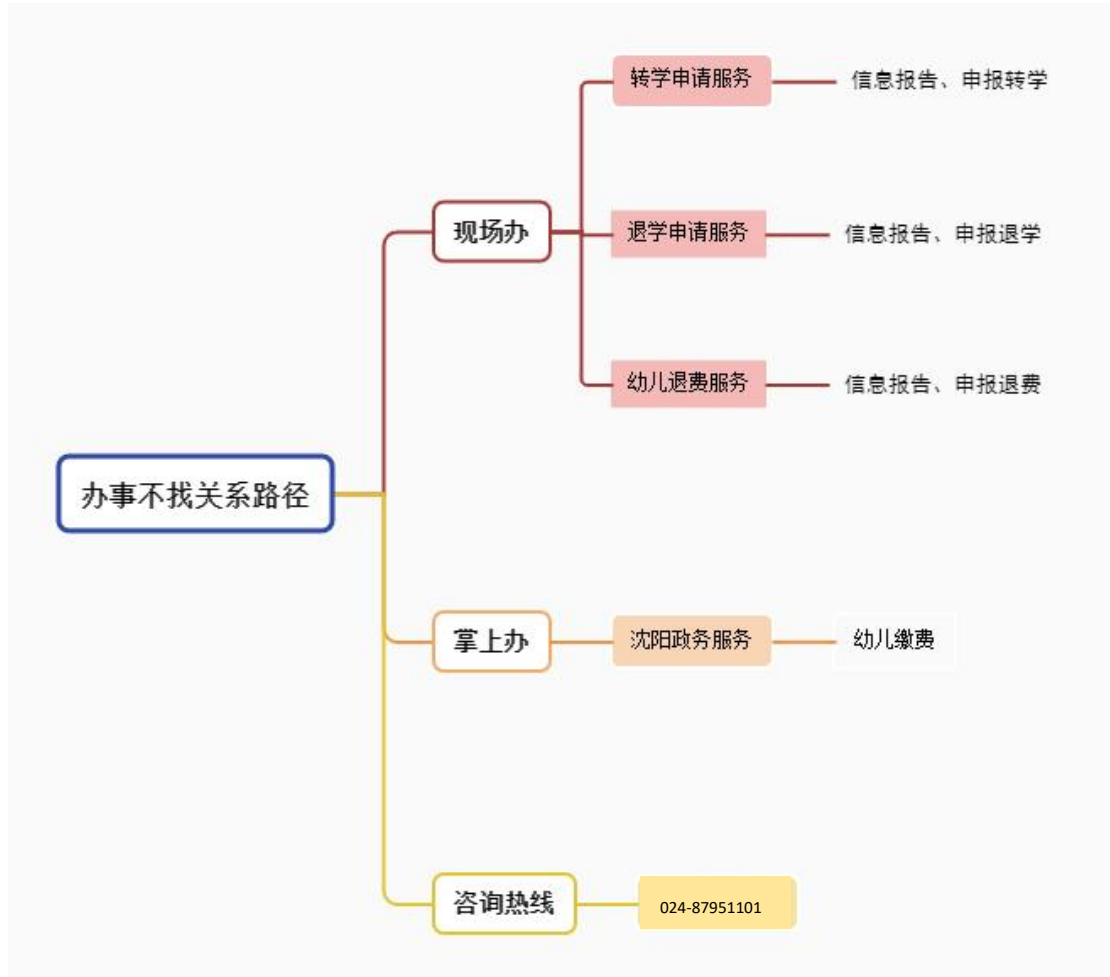 办事不找关系路径
现场办
转学申请服务
信息报告、申报转学
退学申请服务
信息报告、申报退学
幼儿退费服务
信息报告、申报退费
掌上办
沈阳政务服务
幼儿缴费
咨询热线
024-87951101